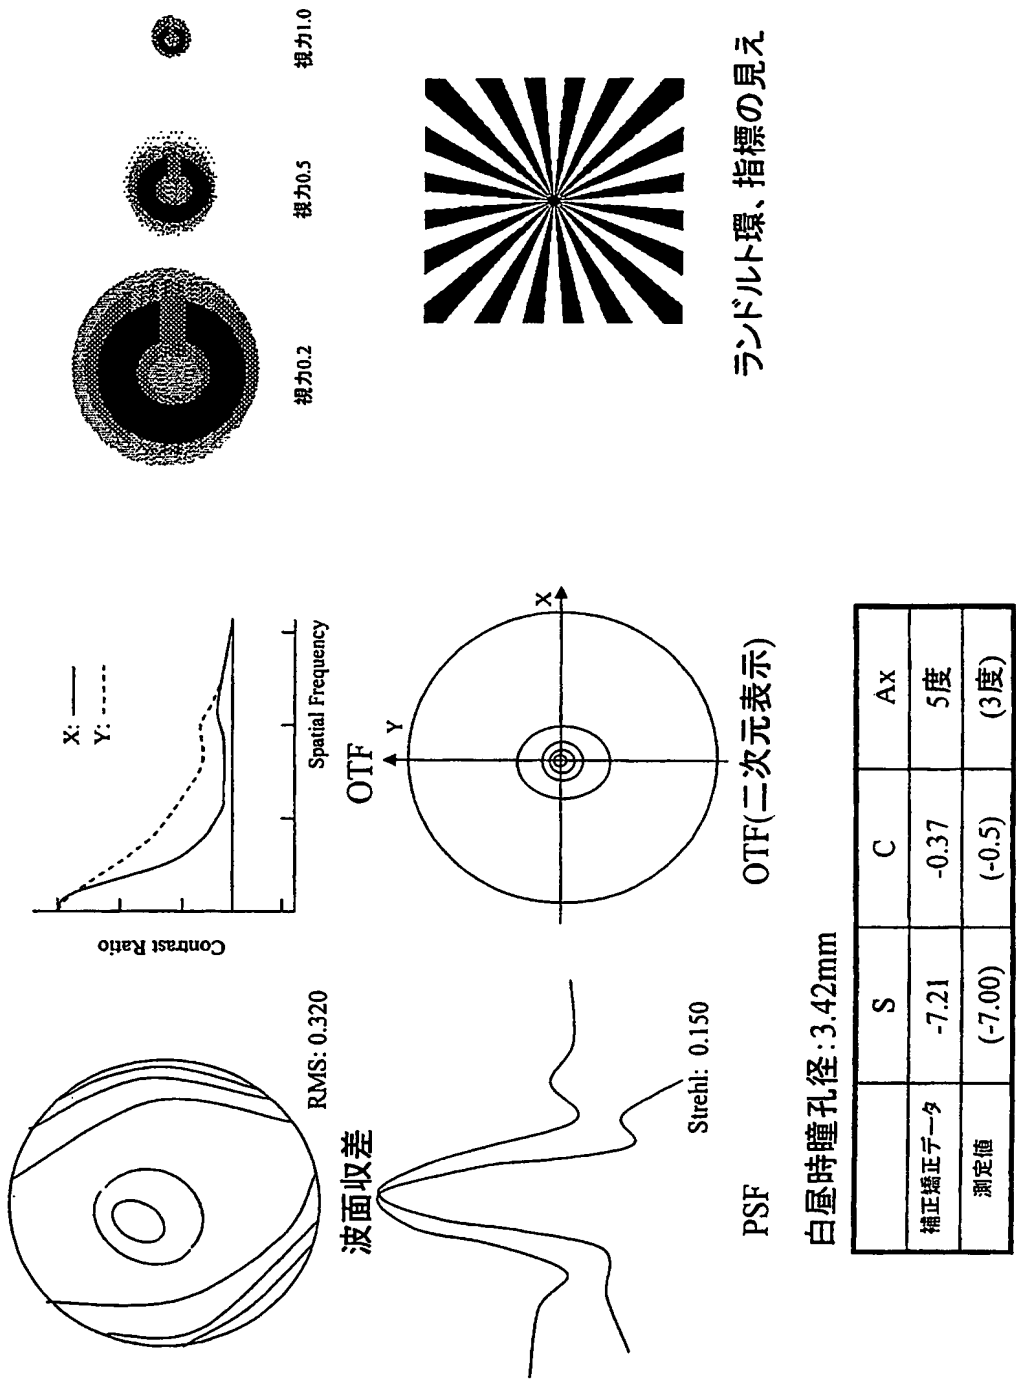 RMS: 0.320
波面収差
Contrast Ratio
X:
Y:
Spatial Frequency
OTF
視力0.2
視力0.5
視力1.0
Strehl: 0.150
PSF
Y
X
OTF(二次元表示)
ランドルト環、指標の見え
白昼時瞳孔径:3.42mm
S C Ax
補正矯正データ -7.21 -0.37 5度
測定値 (-7.00) (-0.5) (3度)